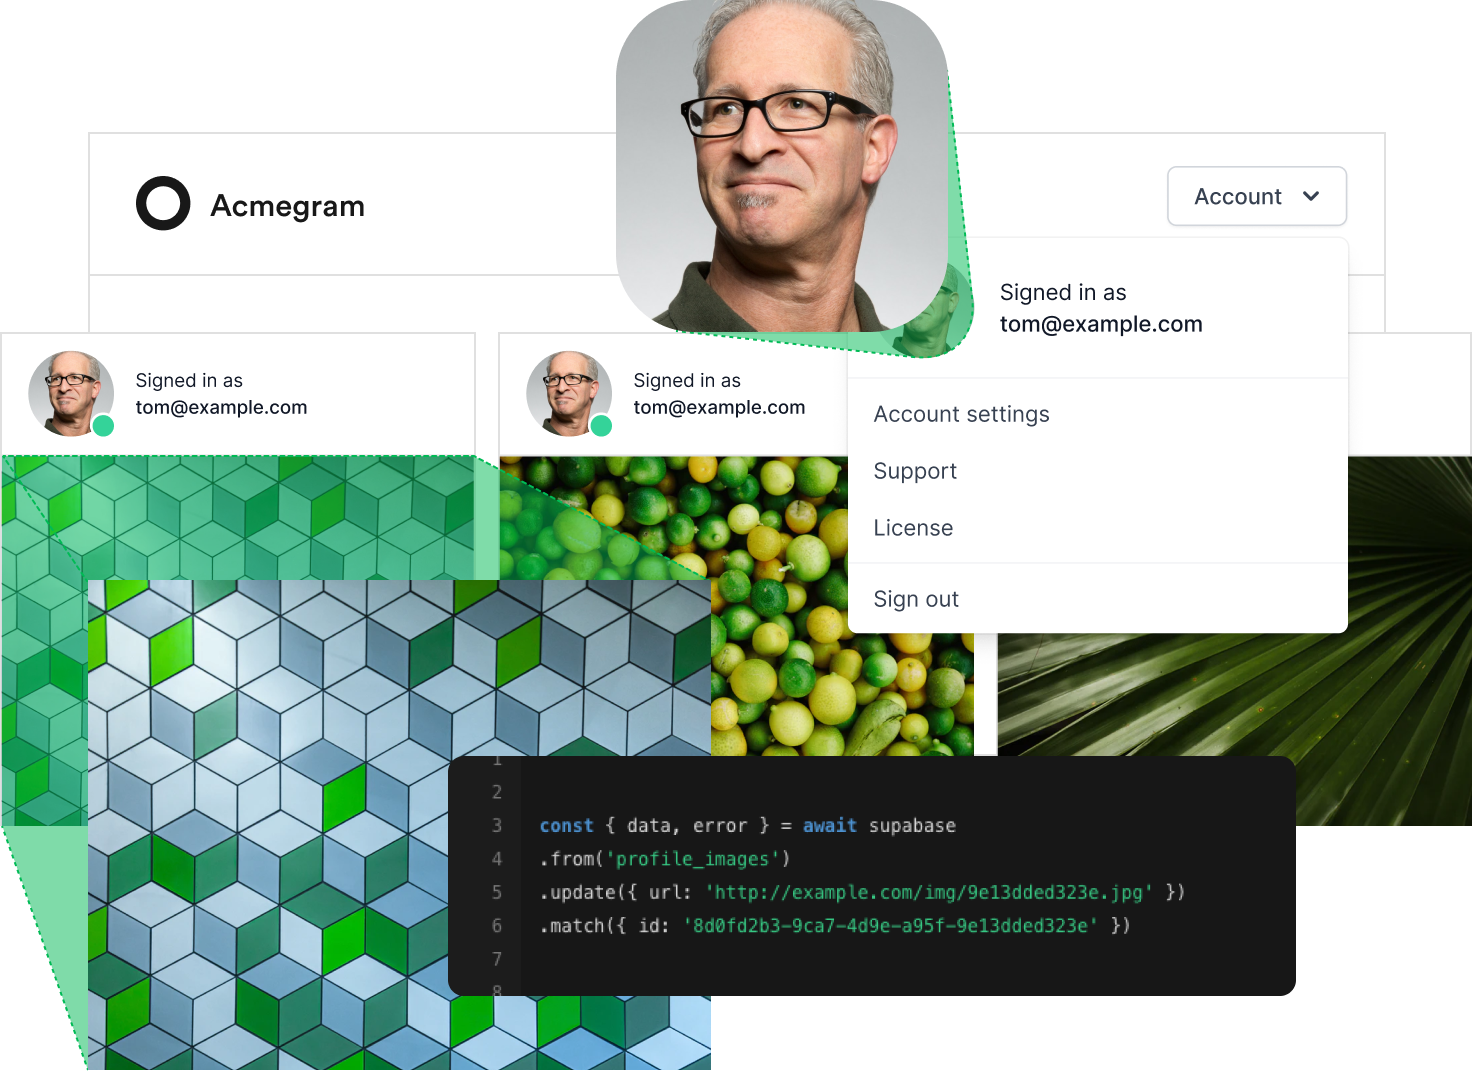 Acmegram
Account
Signed in as
tom@example.com
Signed in as
tom@example.com
Signed in as
tom@example.com
Account settings
Support
License
Sign out
1
2
3 const { data, error } = await supabase
4 .from('profile_images')
5 .update({ url: 'http://example.com/img/9e13dded323e.jpg' })
6 .match({ id: '8d0fd2b3-9ca7-4d9e-a95f-9e13dded323e' })
7
8